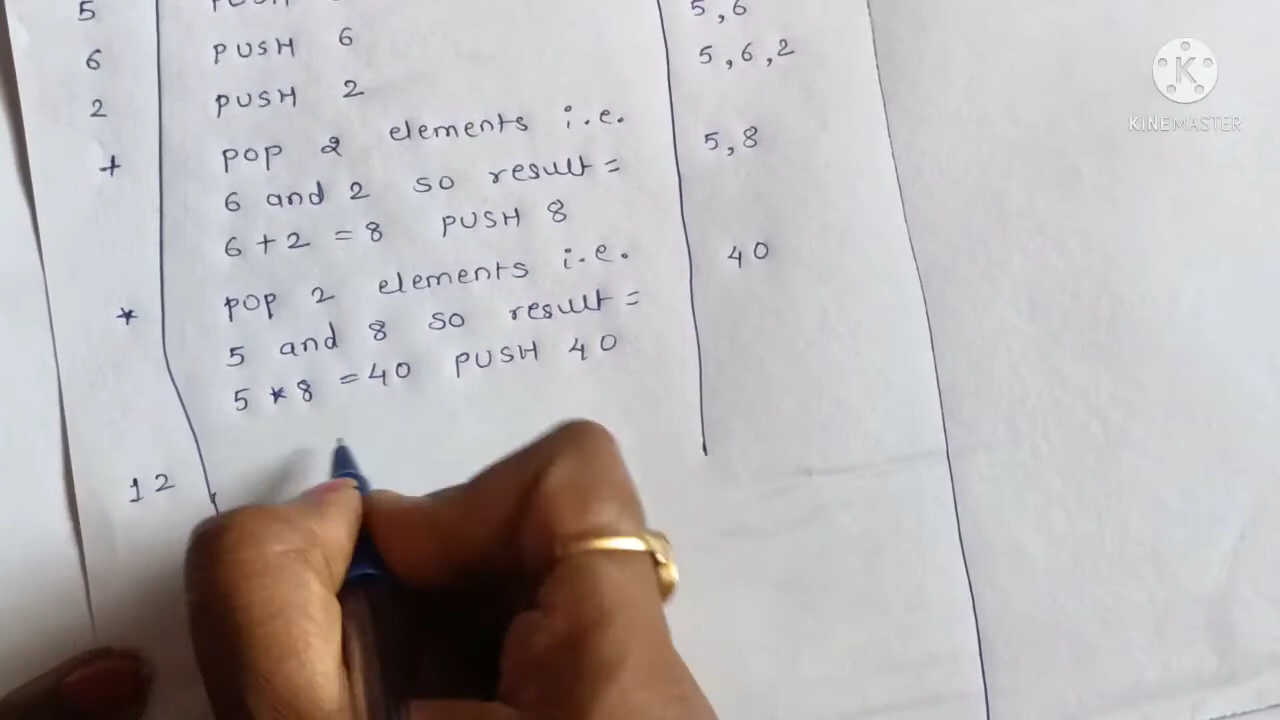 5 PUSH 5,6
6 PUSH 6 5,6,2
2 PUSH 2
+ POP 2 elements i.e. 5,8
6 and 2 so result =
6 + 2 = 8 PUSH 8
* POP 2 elements i.e. 40
5 and 8 so result =
5 * 8 = 40 PUSH 40
12
KINEMASTER